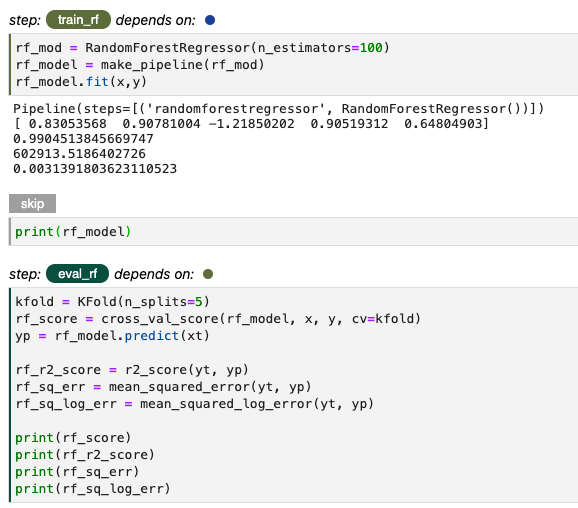 step: train_rf depends on:
rf_mod = RandomForestRegressor(n_estimators=100)
rf_model = make_pipeline(rf_mod)
rf_model.fit(x,y)
Pipeline(steps=[('randomforestregressor', RandomForestRegressor())])
[ 0.83053568  0.90781004 -1.21850202  0.90519312  0.64804903]
0.9904513845669747
602913.5186402726
0.0031391803623110523
skip
print(rf_model)
step: eval_rf depends on:
kfold = KFold(n_splits=5)
rf_score = cross_val_score(rf_model, x, y, cv=kfold)
yp = rf_model.predict(xt)
rf_r2_score = r2_score(yt, yp)
rf_sq_err = mean_squared_error(yt, yp)
rf_sq_log_err = mean_squared_log_error(yt, yp)
print(rf_score)
print(rf_r2_score)
print(rf_sq_err)
print(rf_sq_log_err)